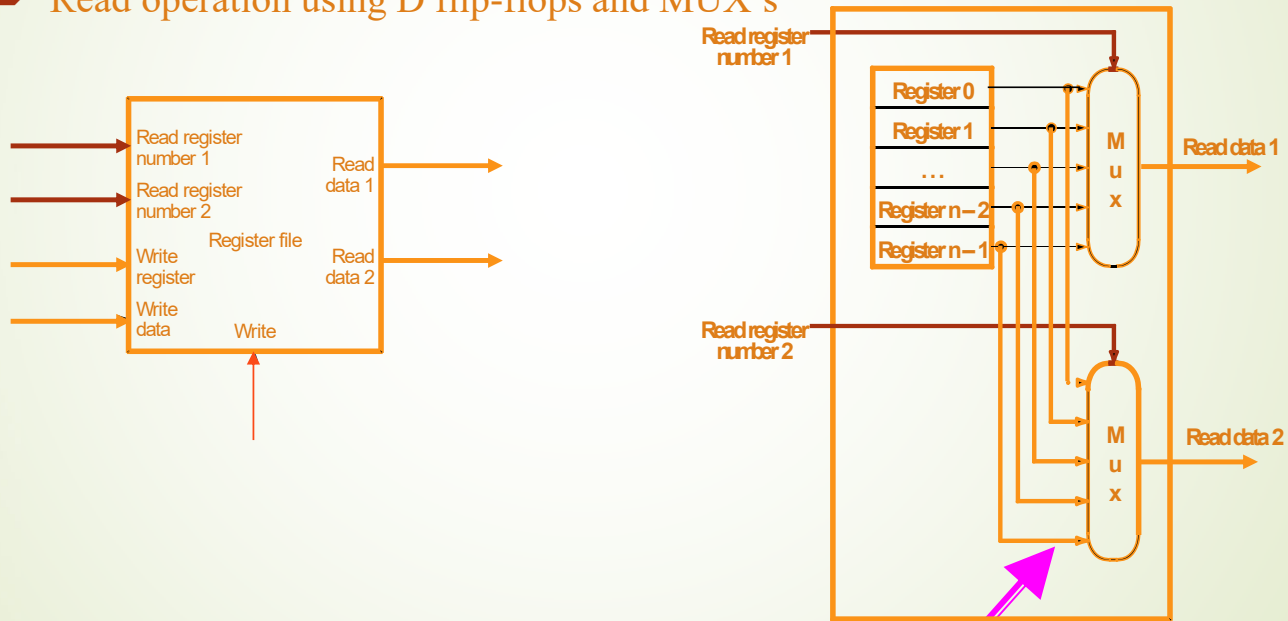 Read operation using D flip-flops and MUX's
Read register
number 1
Read register
number 2
Write
register
Write
data
Register file
Write
Read
data 1
Read
data 2
Read register
number 1
Register 0
Register 1
...
Register n – 2
Register n – 1
M
u
x
Read data 1
Read register
number 2
M
u
x
Read data 2